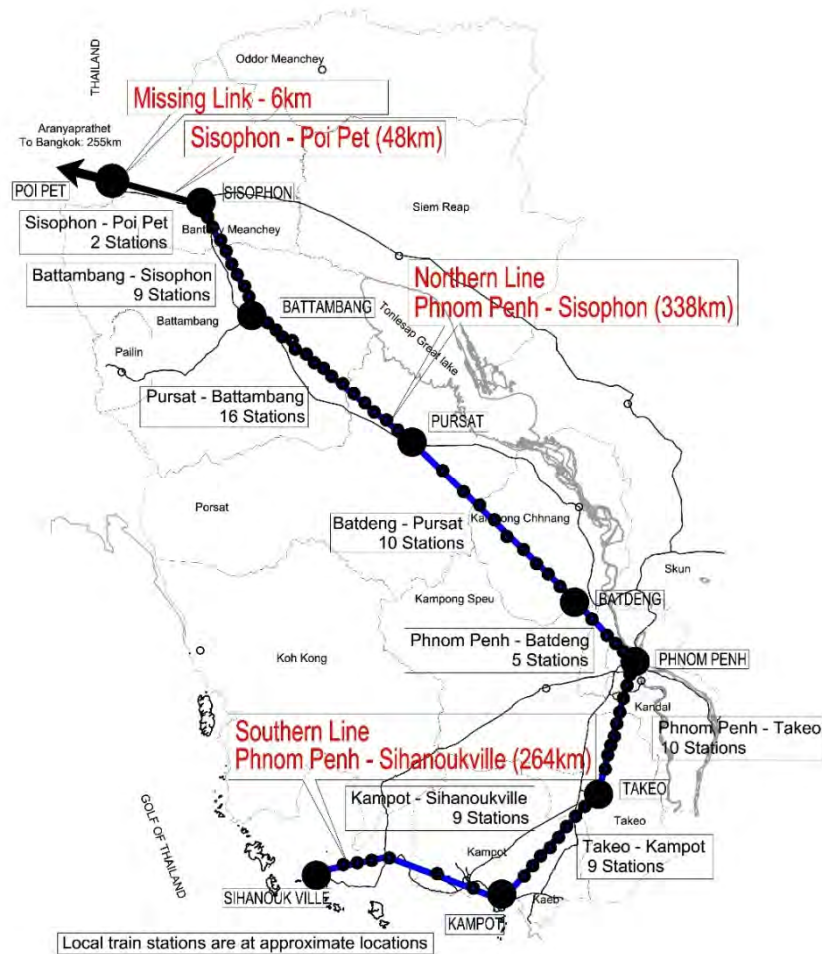 Oddor Meanchey
THAILAND
Missing Link - 6km
Aranyaprathet
To Bangkok: 255km
Sisophon - Poi Pet (48km)
POI PET
SISOPHON
Siem Reap
Sisophon - Poi Pet
2 Stations
Banteay Meanchey
Battambang - Sisophon
9 Stations
Northern Line
Phnom Penh - Sisophon (338km)
BATTAMBANG
Tonlesap Great lake
Battambang
Pailin
Pursat - Battambang
16 Stations
PURSAT
Porsat
Batdeng - Pursat
10 Stations
Kampong Chhnang
Skun
Kampong Speu
BATDENG
Phnom Penh - Batdeng
5 Stations
PHNOM PENH
Koh Kong
Kandal
Southern Line
Phnom Penh - Sihanoukville (264km)
Phnom Penh - Takeo
10 Stations
Kampot - Sihanoukville
9 Stations
TAKEO
GULF OF THAILAND
Takeo
Kampot
Takeo - Kampot
9 Stations
SIHANOUK VILLE
Kaeb
KAMPOT
Local train stations are at approximate locations